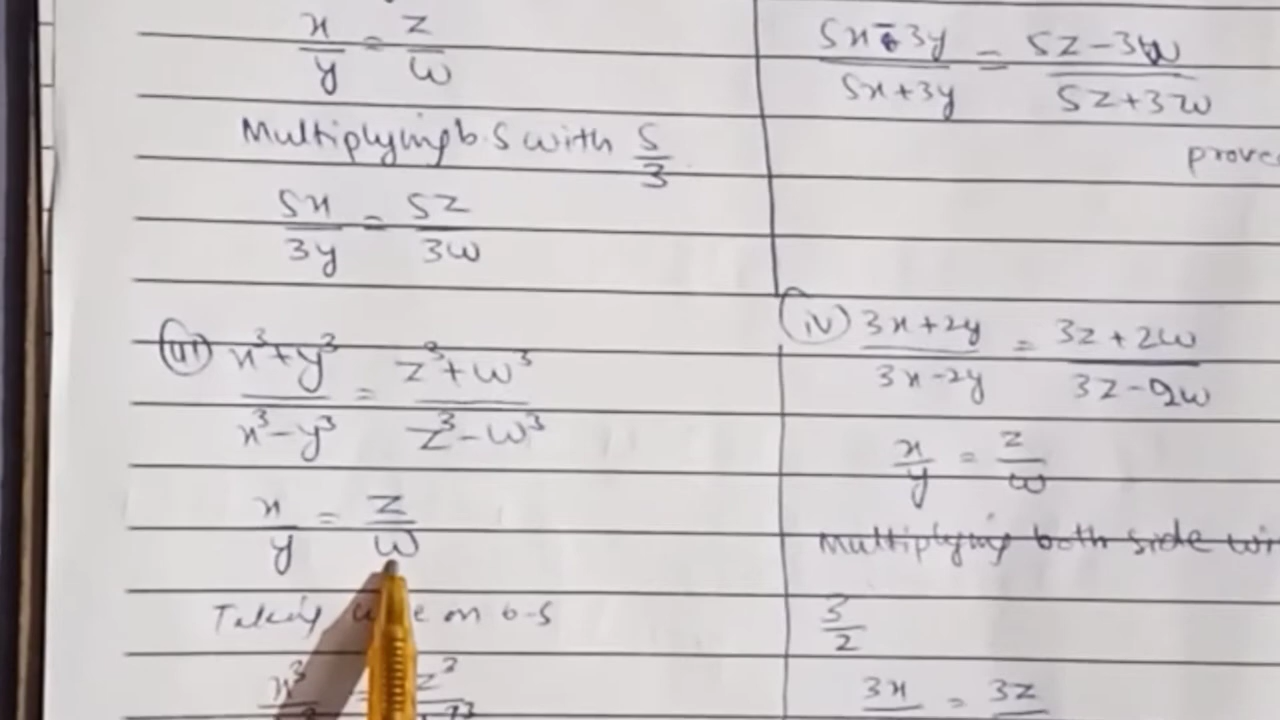 x/y = z/w
Multiplying b.S with 5/3
5x/3y = 5z/3w
(iii) x³+y³/x³-y³ = z³+w³/z³-w³
x/y = z/w
Taking on b-S
x³ = z³
5x-3y/5x+3y = 5z-3w/5z+3w
(iv) 3x+2y/3x-2y = 3z+2w/3z-2w
x/y = z/w
Multiplying both side
3/2
3x = 3z